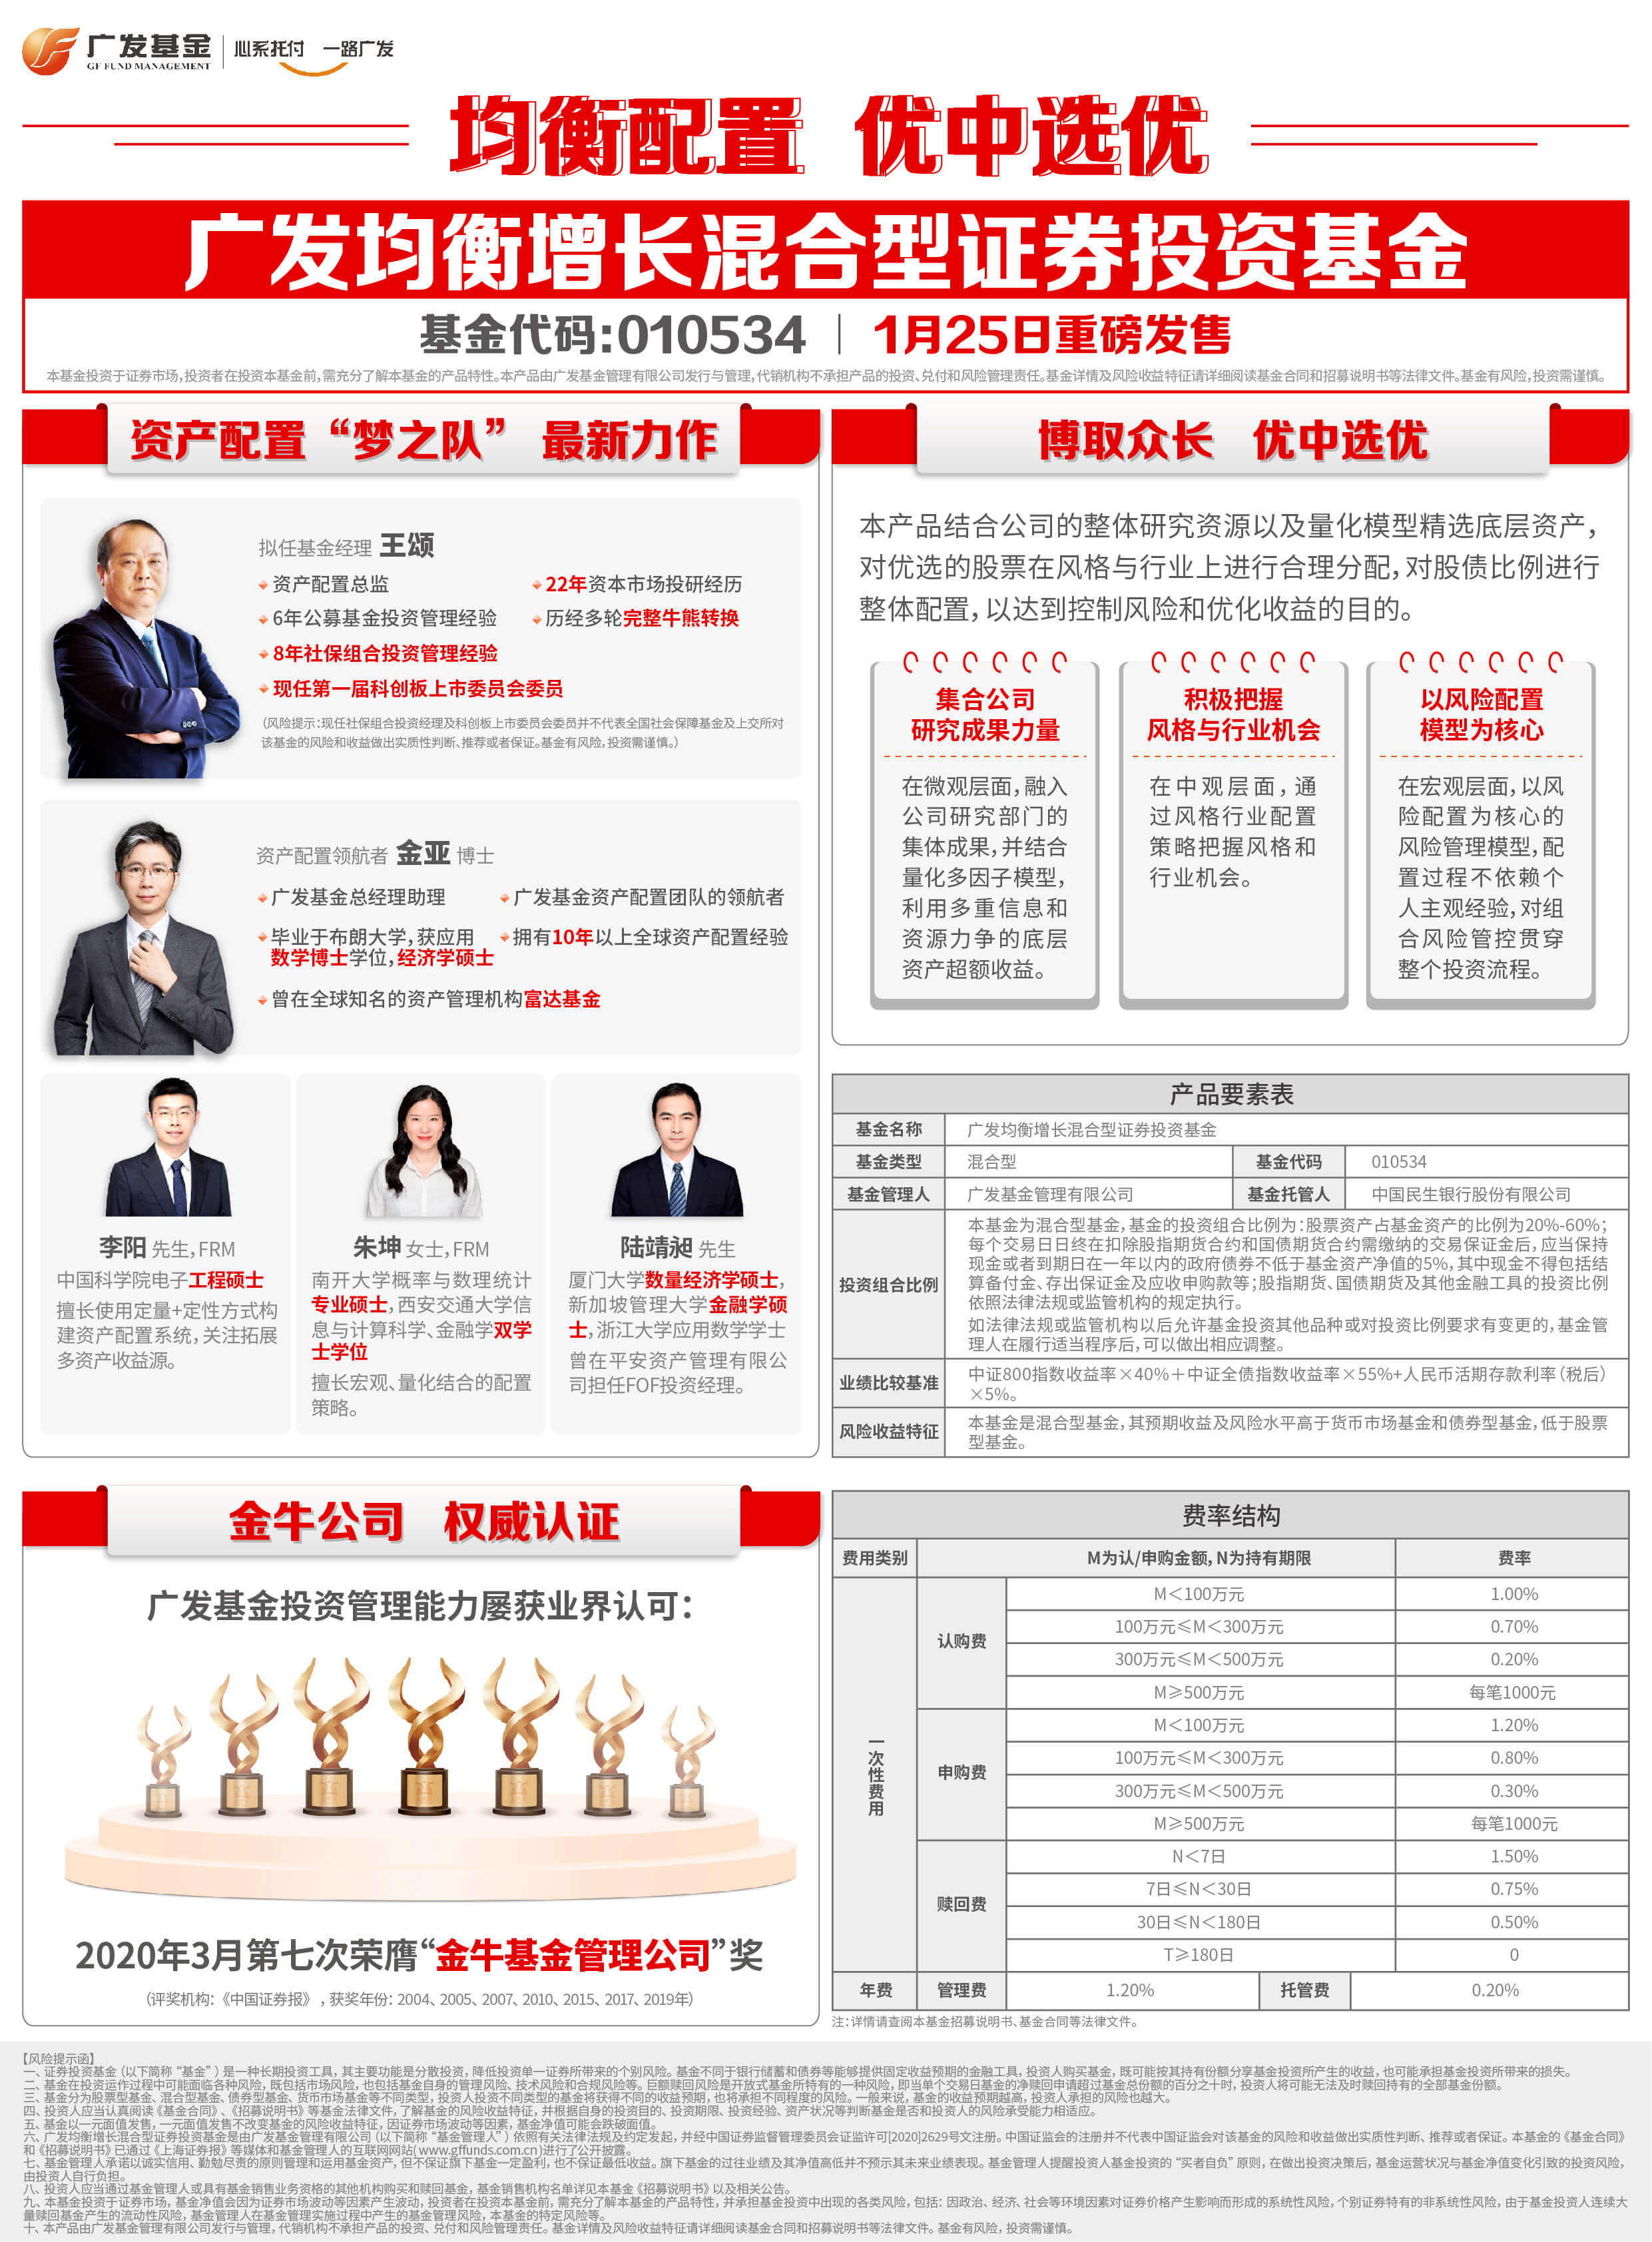 广发基金
GF FUND MANAGEMENT
心系托付 一路广发
均衡配置 优中选优
广发均衡增长混合型证券投资基金
基金代码:010534 | 1月25日重磅发售
本基金投资于证券市场,投资者在投资本基金前,需充分了解本基金的产品特性。本产品由广发基金管理有限公司发行与管理,代销机构不承担产品的投资、兑付和风险管理责任。基金详情及风险收益特征请详细阅读基金合同和招募说明书等法律文件。基金有风险,投资需谨慎。
资产配置“梦之队” 最新力作
拟任基金经理 王颂
资产配置总监
22年资本市场投研经历
6年公募基金投资管理经验
历经多轮完整牛熊转换
8年社保组合投资管理经验
现任第一届科创板上市委员会委员
(风险提示:现任社保组合投资经理及科创板上市委员会委员并不代表全国社会保障基金及上交所对
该基金的风险和收益做出实质性判断、推荐或者保证。基金有风险,投资需谨慎。)
资产配置领航者 金亚 博士
广发基金总经理助理
广发基金资产配置团队的领航者
毕业于布朗大学,获应用
数学博士学位,经济学硕士
拥有10年以上全球资产配置经验
曾在全球知名的资产管理机构富达基金
李阳 先生,FRM
中国科学院电子工程硕士
擅长使用定量+定性方式构
建资产配置系统,关注拓展
多资产收益源。
朱坤 女士,FRM
南开大学概率与数理统计
专业硕士,西安交通大学信
息与计算科学、金融学双学
士学位
擅长宏观、量化结合的配置
策略。
陆靖昶 先生
厦门大学数量经济学硕士,
新加坡管理大学金融学硕
士,浙江大学应用数学学士
曾在平安资产管理有限公
司担任FOF投资经理。
博取众长 优中选优
本产品结合公司的整体研究资源以及量化模型精选底层资产,
对优选的股票在风格与行业上进行合理分配,对股债比例进行
整体配置,以达到控制风险和优化收益的目的。
集合公司
研究成果力量
在微观层面,融入
公司研究部门的
集体成果,并结合
量化多因子模型,
利用多重信息和
资源力争的底层
资产超额收益。
积极把握
风格与行业机会
在中观层面,通
过风格行业配置
策略把握风格和
行业机会。
以风险配置
模型为核心
在宏观层面,以风
险配置为核心的
风险管理模型,配
置过程不依赖个
人主观经验,对组
合风险管控贯穿
整个投资流程。
产品要素表
基金名称 广发均衡增长混合型证券投资基金
基金类型 混合型 基金代码 010534
基金管理人 广发基金管理有限公司 基金托管人 中国民生银行股份有限公司
投资组合比例
本基金为混合型基金,基金的投资组合比例为:股票资产占基金资产的比例为20%-60%;
每个交易日日终在扣除股指期货合约和国债期货合约需缴纳的交易保证金后,应当保持
现金或者到期日在一年以内的政府债券不低于基金资产净值的5%,其中现金不得包括结
算备付金、存出保证金及应收申购款等;股指期货、国债期货及其他金融工具的投资比例
依照法律法规或监管机构的规定执行。
如法律法规或监管机构以后允许基金投资其他品种或对投资比例要求有变更的,基金管
理人在履行适当程序后,可以做出相应调整。
业绩比较基准
中证800指数收益率×40%+中证全债指数收益率×55%+人民币活期存款利率(税后)
×5%。
风险收益特征
本基金是混合型基金,其预期收益及风险水平高于货币市场基金和债券型基金,低于股票
型基金。
金牛公司 权威认证
广发基金投资管理能力屡获业界认可:
2020年3月第七次荣膺“金牛基金管理公司”奖
(评奖机构:《中国证券报》,获奖年份:2004、2005、2007、2010、2015、2017、2019年)
费率结构
费用类别 M为认/申购金额,N为持有期限 费率
一次性费用
认购费
M<100万元 1.00%
100万元≤M<300万元 0.70%
300万元≤M<500万元 0.20%
M≥500万元 每笔1000元
申购费
M<100万元 1.20%
100万元≤M<300万元 0.80%
300万元≤M<500万元 0.30%
M≥500万元 每笔1000元
赎回费
N<7日 1.50%
7日≤N<30日 0.75%
30日≤N<180日 0.50%
T≥180日 0
年费 管理费 1.20% 托管费 0.20%
注:详情请查阅本基金招募说明书、基金合同等法律文件。
【风险提示函】
一、证券投资基金(以下简称“基金”)是一种长期投资工具,其主要功能是分散投资,降低投资单一证券所带来的个别风险。基金不同于银行储蓄和债券等能够提供固定收益预期的金融工具,投资人购买基金,既可能按其持有份额分享基金投资所产生的收益,也可能承担基金投资所带来的损失。
二、基金在投资运作过程中可能面临各种风险,既包括市场风险,也包括基金自身的管理风险、技术风险和合规风险等。巨额赎回风险是开放式基金所特有的一种风险,即当单个交易日基金的净赎回申请超过基金总份额的百分之十时,投资人将可能无法及时赎回持有的全部基金份额。
三、基金分为股票型基金、混合型基金、债券型基金、货币市场基金等不同类型,投资人投资不同类型的基金将获得不同的收益预期,也将承担不同程度的风险。一般来说,基金的收益预期越高,投资人承担的风险也越大。
四、投资人应当认真阅读《基金合同》、《招募说明书》等基金法律文件,了解基金的风险收益特征,并根据自身的投资目的、投资期限、投资经验、资产状况等判断基金是否和投资人的风险承受能力相适应。
五、基金以一元面值发售,一元面值发售不改变基金的风险收益特征,因证券市场波动等因素,基金净值可能会跌破面值。
六、广发均衡增长混合型证券投资基金是由广发基金管理有限公司(以下简称“基金管理人”)依照有关法律法规及约定发起,并经中国证券监督管理委员会证监许可[2020]2629号文注册。中国证监会的注册并不代表中国证监会对该基金的风险和收益做出实质性判断、推荐或者保证。本基金的《基金合同》
和《招募说明书》已通过《上海证券报》等媒体和基金管理人的互联网网站(www.gffunds.com.cn)进行了公开披露。
七、基金管理人承诺以诚实信用、勤勉尽责的原则管理和运用基金资产,但不保证旗下基金一定盈利,也不保证最低收益。旗下基金的过往业绩及其净值高低并不预示其未来业绩表现。基金管理人提醒投资人基金投资的“买者自负”原则,在做出投资决策后,基金运营状况与基金净值变化引致的投资风险,
由投资人自行负担。
八、投资人应当通过基金管理人或具有基金销售业务资格的其他机构购买和赎回基金,基金销售机构名单详见本基金《招募说明书》以及相关公告。
九、本基金投资于证券市场,基金净值会因为证券市场波动等因素产生波动,投资者在投资本基金前,需充分了解本基金的产品特性,并承担基金投资中出现的各类风险,包括:因政治、经济、社会等环境因素对证券价格产生影响而形成的系统性风险,个别证券特有的非系统性风险,由于基金投资人连续大
量赎回基金产生的流动性风险,基金管理人在基金管理实施过程中产生的基金管理风险,本基金的特定风险等。
十、本产品由广发基金管理有限公司发行与管理,代销机构不承担产品的投资、兑付和风险管理责任。基金详情及风险收益特征请详细阅读基金合同和招募说明书等法律文件。基金有风险,投资需谨慎。